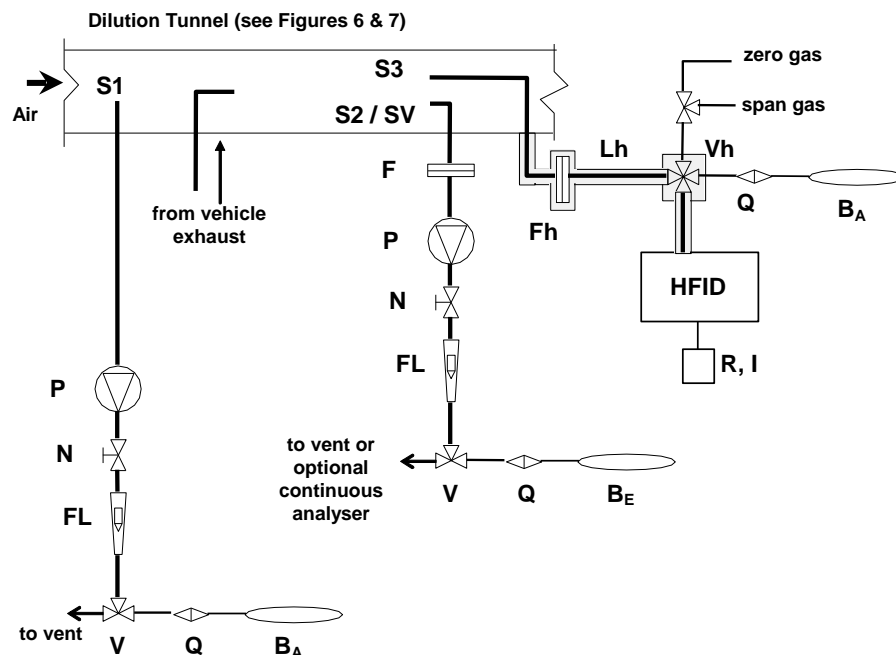 Dilution Tunnel (see Figures 6 & 7)
Air
S1
S3
S2 / SV
from vehicle
exhaust
zero gas
span gas
Lh
Vh
Q
BA
Fh
HFID
R, I
F
P
N
FL
to vent or
optional
continuous
analyser
V
Q
BE
P
N
FL
to vent
V
Q
BA